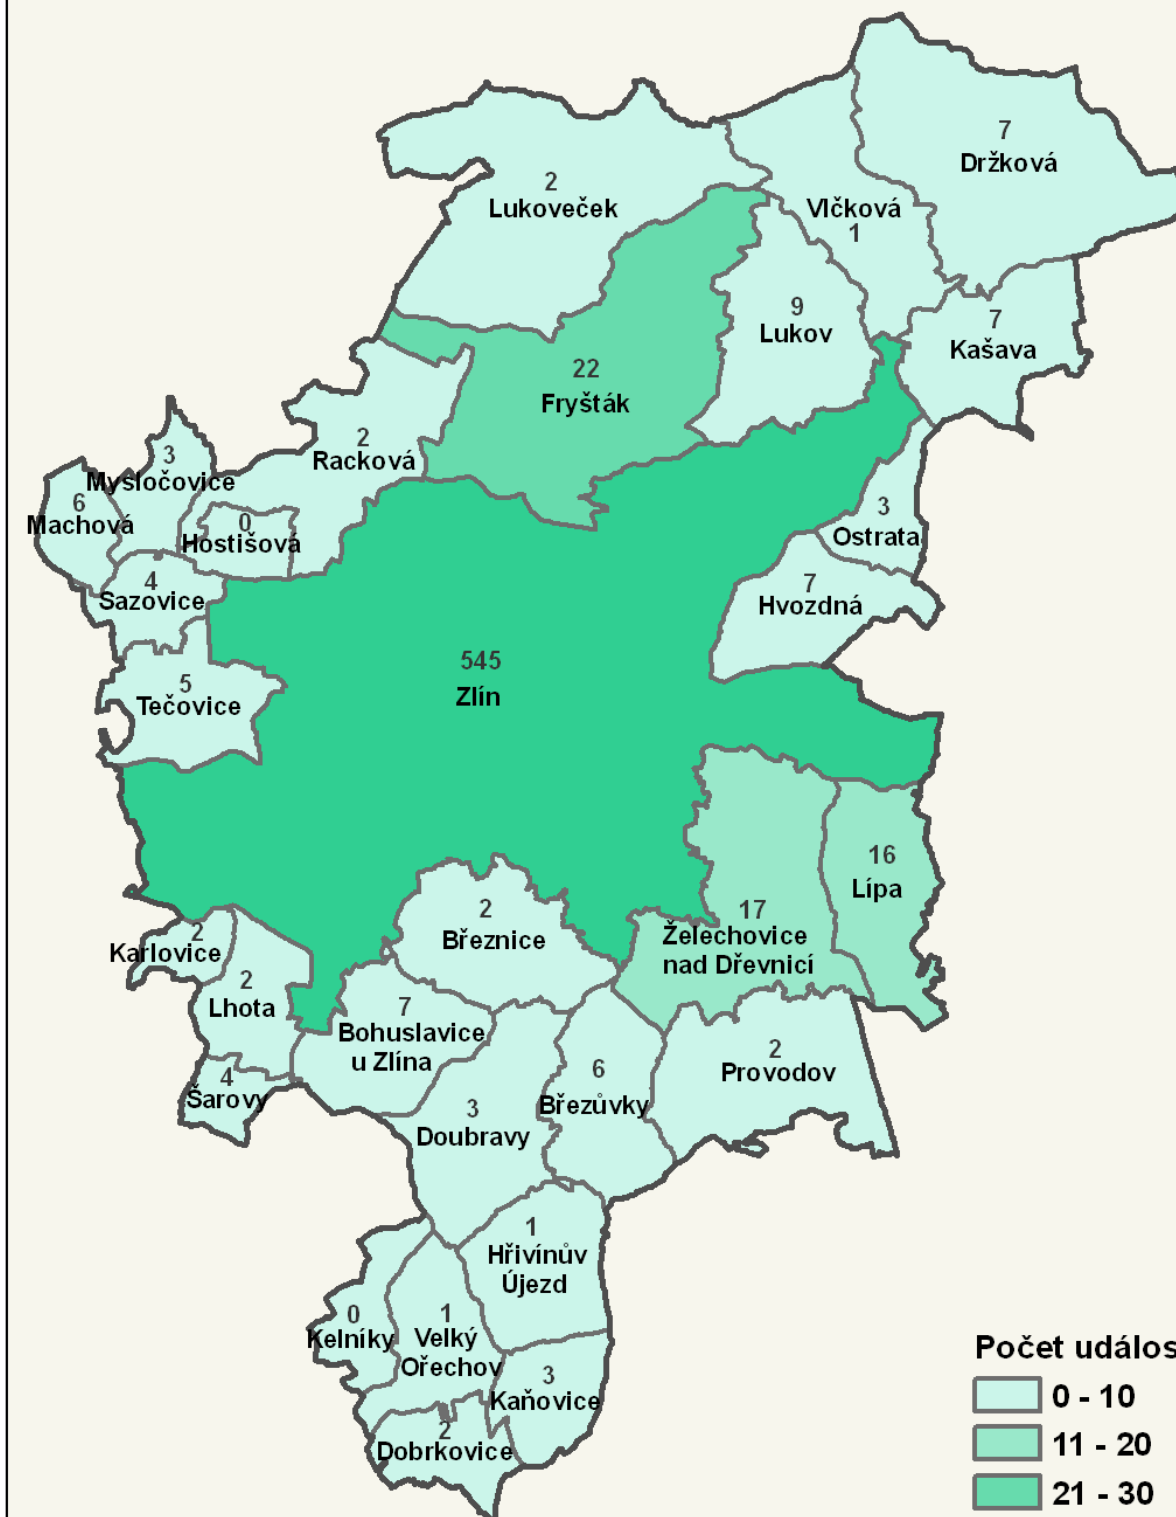 7
Držková
2
Lukoveček
Vlčková
1
9
Lukov
7
Kašava
22
Fryšták
2
Racková
3
Mysločovice
6
Machová
0
Hostišová
3
Ostrata
4
Sazovice
7
Hvozdná
545
Zlín
5
Tečovice
16
Lípa
17
Želechovice
nad Dřevnicí
2
Březnice
2
Karlovice
2
Lhota
7
Bohuslavice
u Zlína
2
Provodov
6
Březůvky
4
Šarovy
3
Doubravy
1
Hřivínův
Újezd
0
Kelníky
1
Velký
Ořechov
3
Kaňovice
2
Dobrkovice
Počet událos
0 - 10
11 - 20
21 - 30